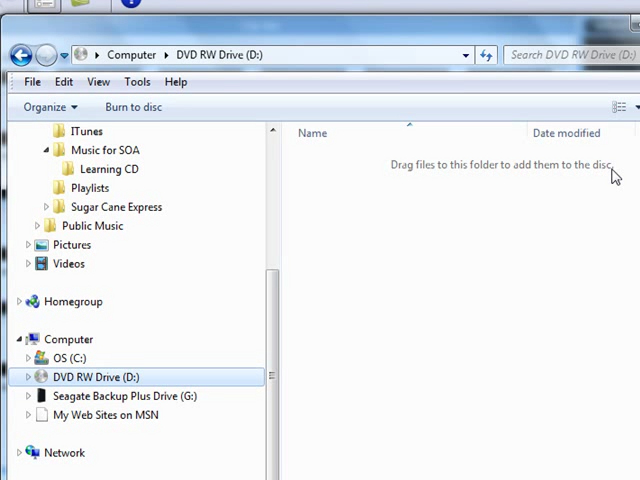 Computer DVD RW Drive (D:) Search DVD RW Drive (D:)
File Edit View Tools Help
Organize Burn to disc
Name Date modified
Drag files to this folder to add them to the disc.
ITunes
Music for SOA
Learning CD
Playlists
Sugar Cane Express
Public Music
Pictures
Videos
Homegroup
Computer
OS (C:)
DVD RW Drive (D:)
Seagate Backup Plus Drive (G:)
My Web Sites on MSN
Network